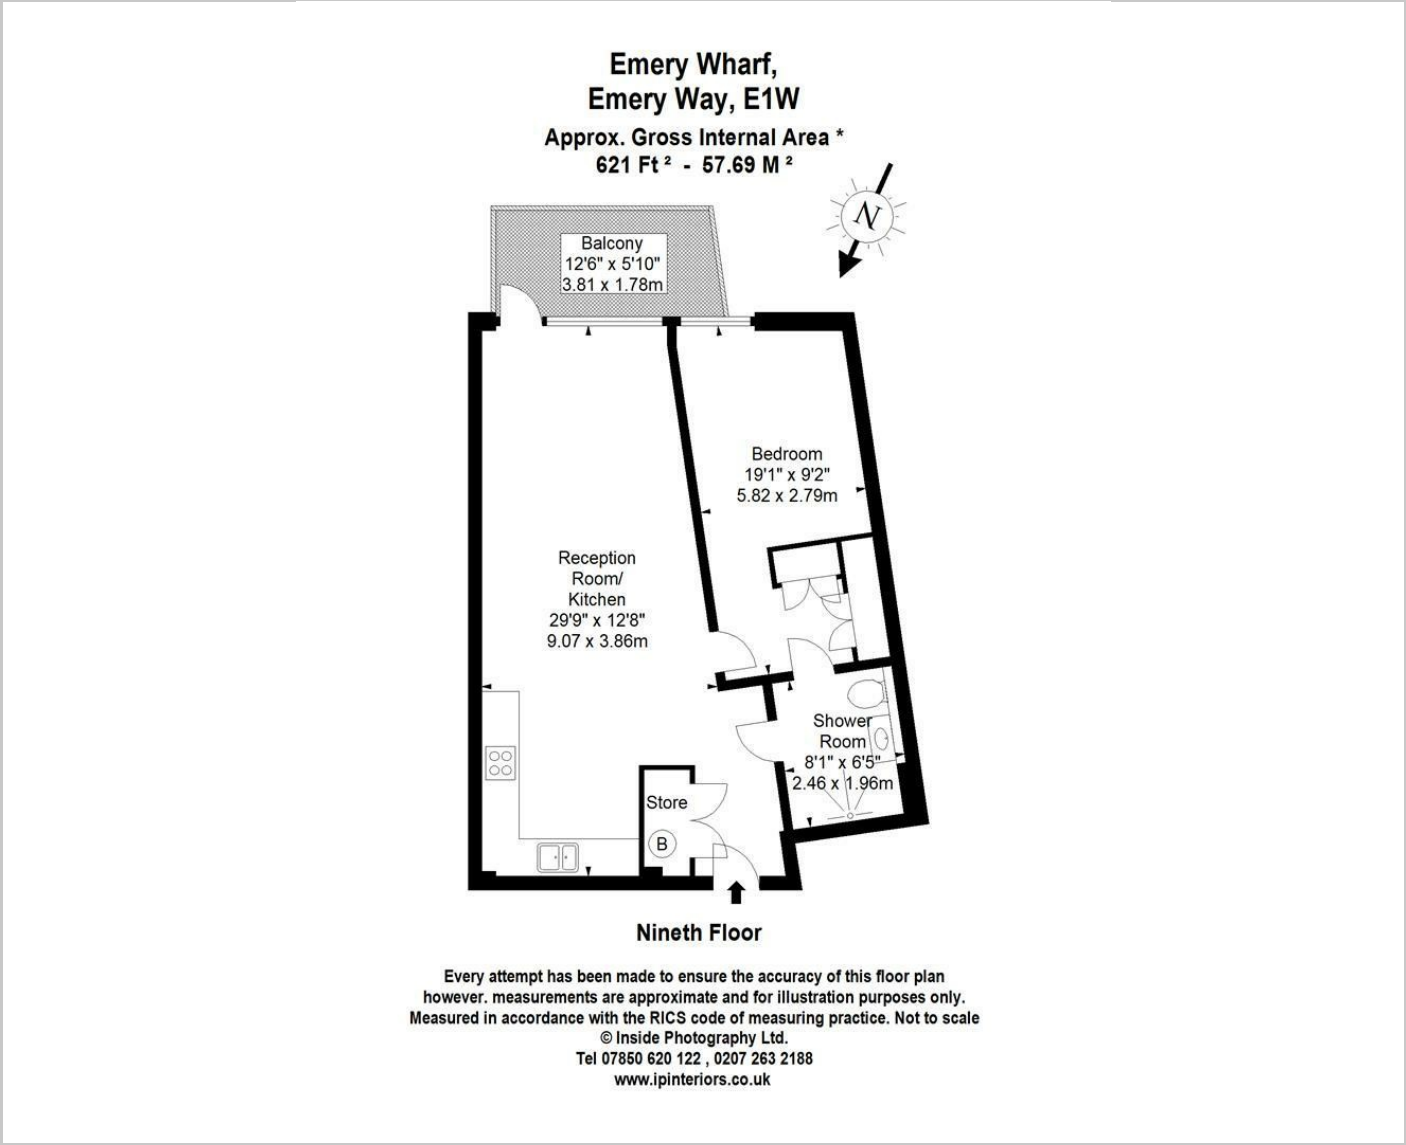 Emery Wharf,
Emery Way, E1W
Approx. Gross Internal Area *
621 Ft ² - 57.69 M ²
N
Balcony
12'6" x 5'10"
3.81 x 1.78m
Bedroom
19'1" x 9'2"
5.82 x 2.79m
Reception
Room/
Kitchen
29'9" x 12'8"
9.07 x 3.86m
Shower
Room
8'1" x 6'5"
2.46 x 1.96m
Store
B
Nineth Floor
Every attempt has been made to ensure the accuracy of this floor plan
however. measurements are approximate and for illustration purposes only.
Measured in accordance with the RICS code of measuring practice. Not to scale
© Inside Photography Ltd.
Tel 07850 620 122 , 0207 263 2188
www.ipinteriors.co.uk